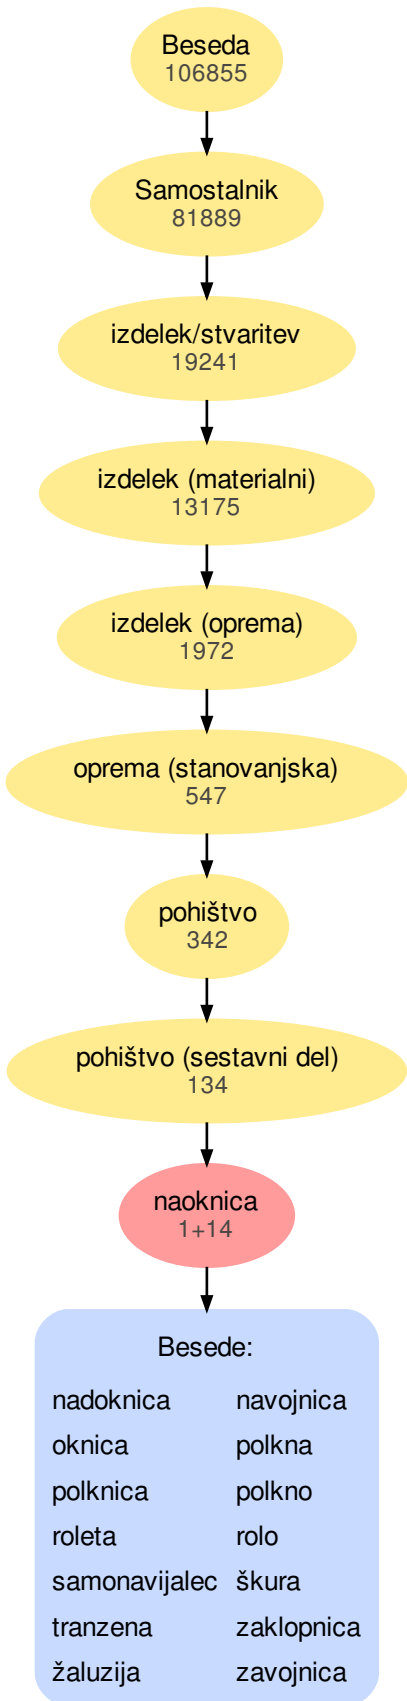 Beseda
106855
Samostalnik
81889
izdelek/stvaritev
19241
izdelek (materialni)
13175
izdelek (oprema)
1972
oprema (stanovanjska)
547
pohištvo
342
pohištvo (sestavni del)
134
naoknica
1+14
Besede:
nadoknica navojnica
oknica polkna
polknica polkno
roleta rolo
samonavijalec škura
tranzena zaklopnica
žaluzija zavojnica